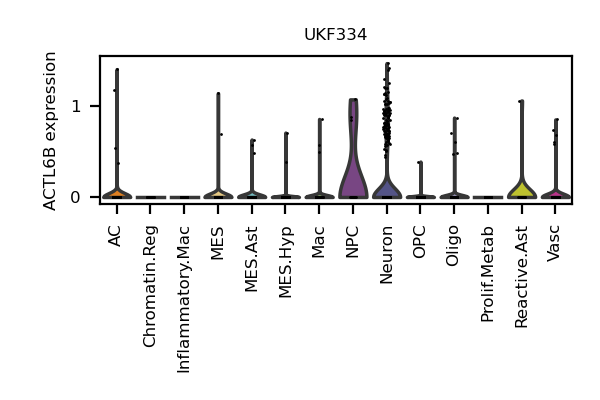 UKF334
ACTL6B expression
1
0
AC
Chromatin.Reg
Inflammatory.Mac
MES
MES.Ast
MES.Hyp
Mac
NPC
Neuron
OPC
Oligo
Prolif.Metab
Reactive.Ast
Vasc